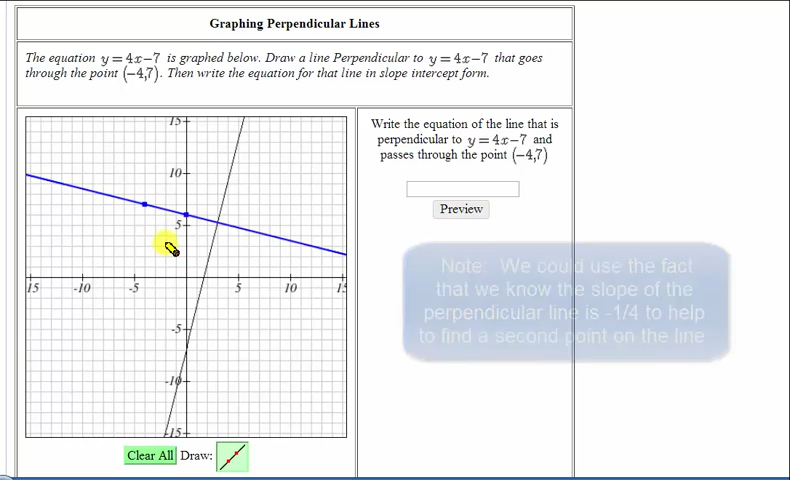 Graphing Perpendicular Lines
The equation y = 4x−7 is graphed below. Draw a line Perpendicular to y = 4x−7 that goes
through the point (−4,7). Then write the equation for that line in slope intercept form.
15
10
5
15 -10 -5 5 10 15
-5
-10
-15
Clear All Draw:
Write the equation of the line that is
perpendicular to y = 4x−7 and
passes through the point (−4,7)
Preview
Note: We could use the fact
that we know the slope of the
perpendicular line is -1/4 to help
to find a second point on the line